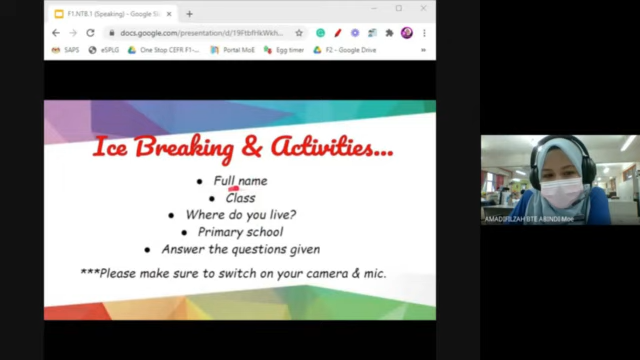 F1.NTB.1 (Speaking) - Google Sli
docs.google.com/presentation/d/19FtbfHkWkh...
SAPS
eSPLG
One Stop CEFR F1-...
Portal MoE
Egg timer
F2 - Google Drive
Ice Breaking & Activities...
• Full name
• Class
• Where do you live?
• Primary school
• Answer the questions given
***Please make sure to switch on your camera & mic.